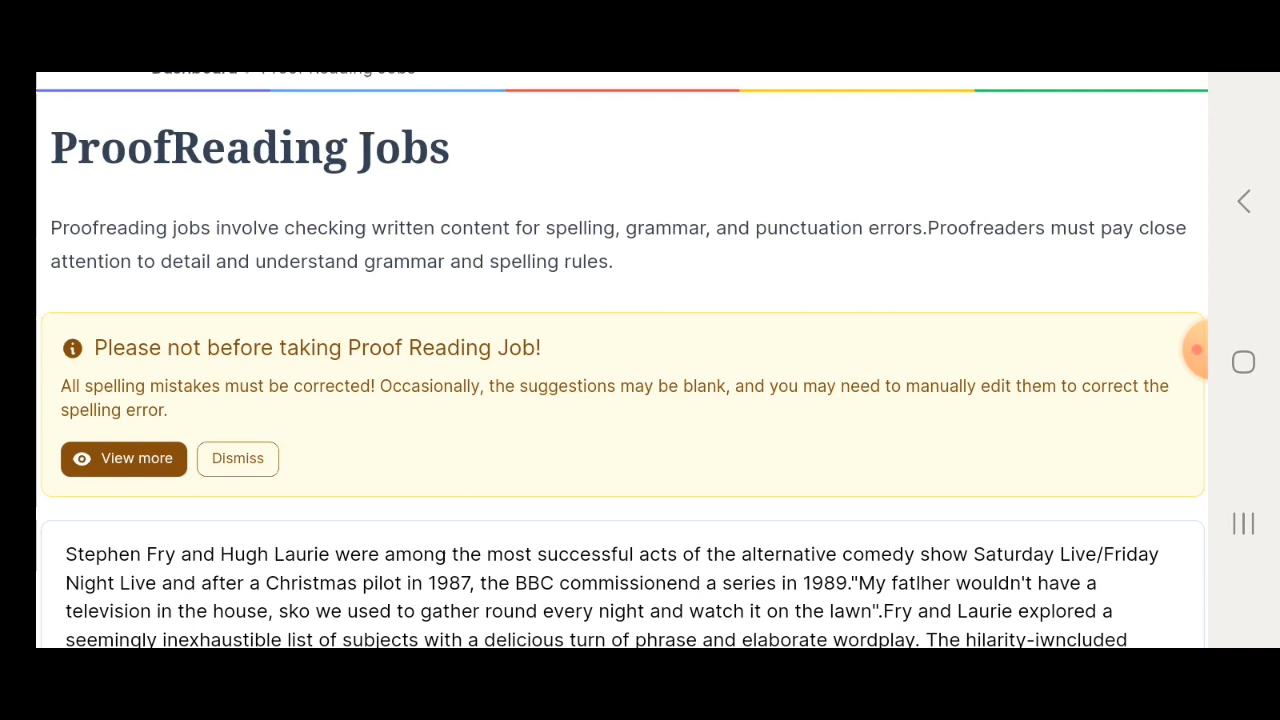 ProofReading Jobs
Proofreading jobs involve checking written content for spelling, grammar, and punctuation errors.Proofreaders must pay close
attention to detail and understand grammar and spelling rules.
Please not before taking Proof Reading Job!
All spelling mistakes must be corrected! Occasionally, the suggestions may be blank, and you may need to manually edit them to correct the
spelling error.
View more
Dismiss
Stephen Fry and Hugh Laurie were among the most successful acts of the alternative comedy show Saturday Live/Friday
Night Live and after a Christmas pilot in 1987, the BBC commissionend a series in 1989."My fatlher wouldn't have a
television in the house, sko we used to gather round every night and watch it on the lawn".Fry and Laurie explored a
seemingly inexhaustible list of subjects with a delicious turn of phrase and elaborate wordplay. The hilarity-iwncluded